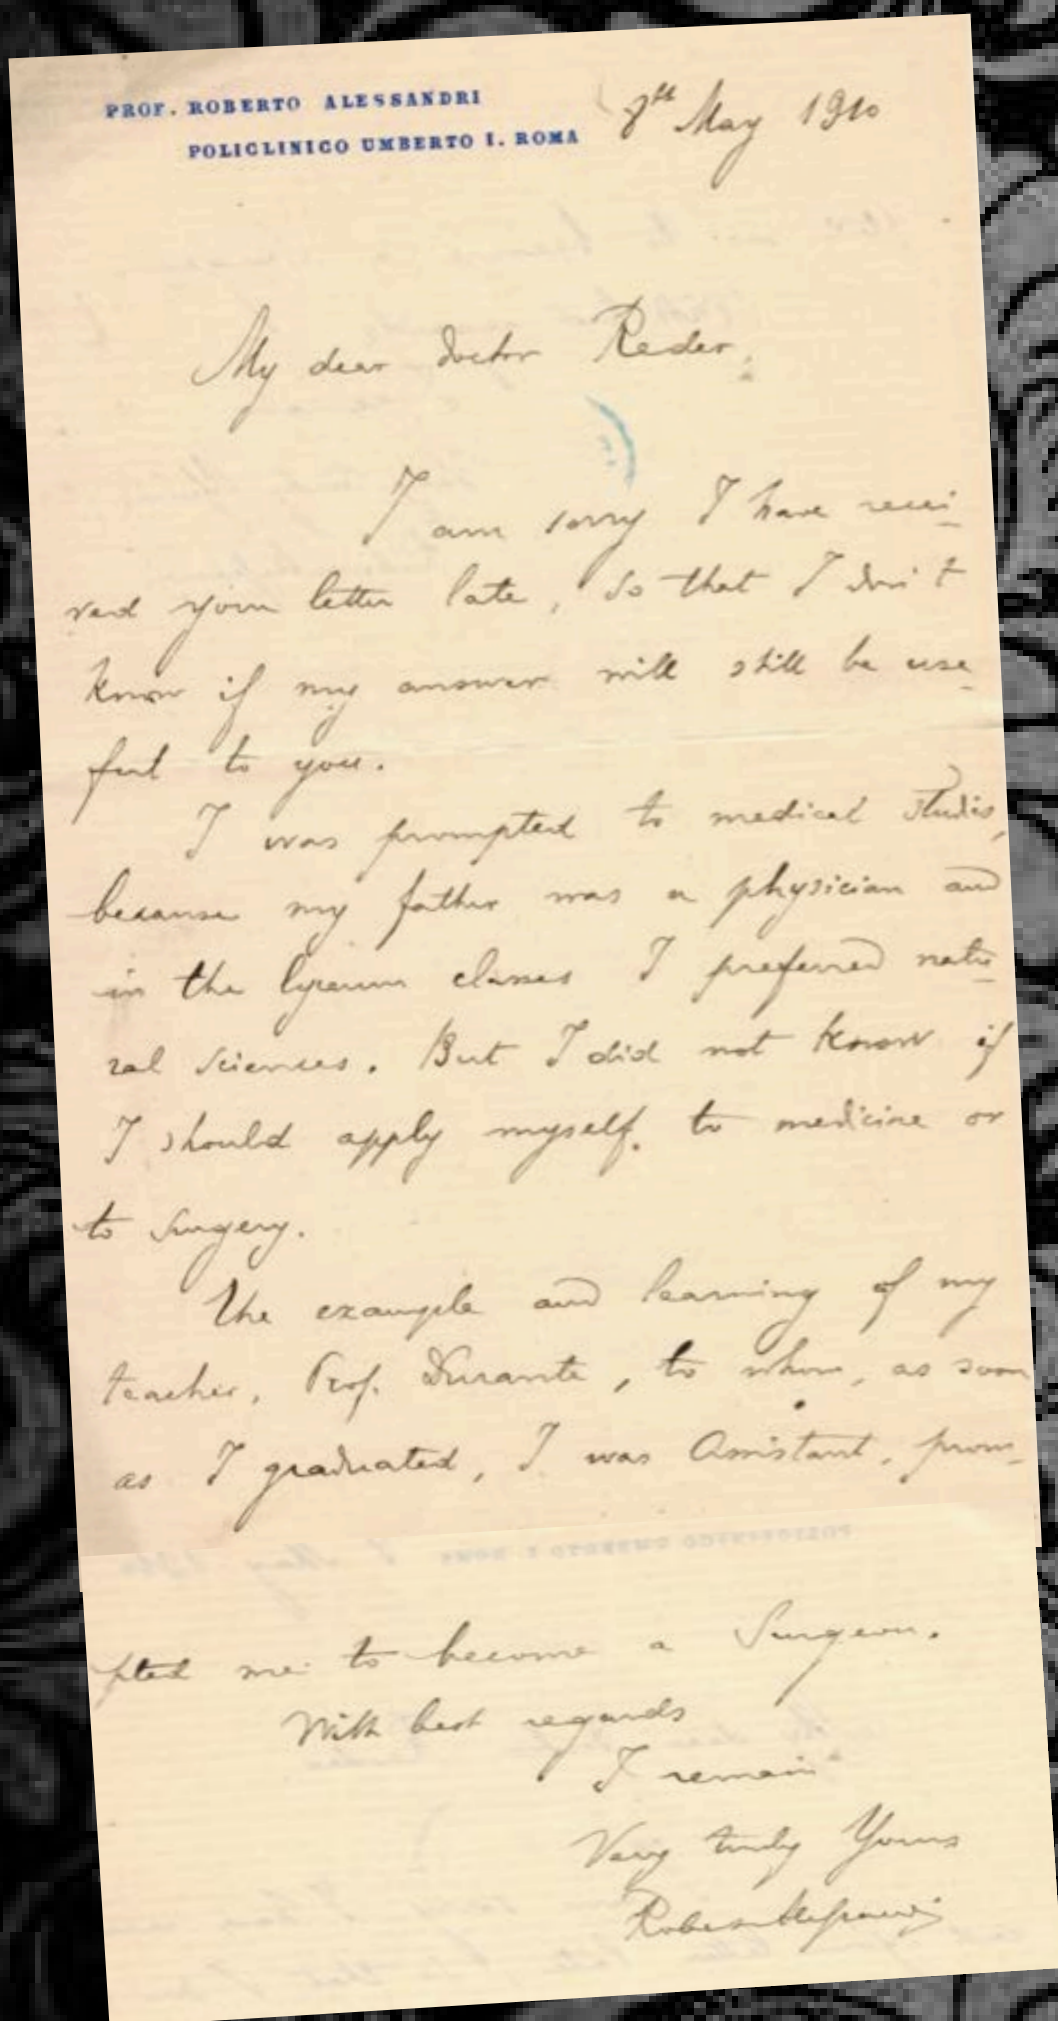 PROF. ROBERTO ALESSANDRI
POLICLINICO UMBERTO I. ROMA
8th May 1910
My dear doctor Reder,
I am sorry I have recei-
ved your letter late, so that I don't
know if my answer will still be use-
ful to you.
I was prompted to medical studies,
because my father was a physician and
in the lyceum classes I preferred natu-
ral sciences. But I did not know if
I should apply myself to medicine or
to surgery.
The example and learning of my
teacher, Prof. Durante, to whom, as soon
as I graduated, I was Assistant, prom-
pted me to become a Surgeon.
With best regards
I remain
Very truly Yours
Roberto Alessandri